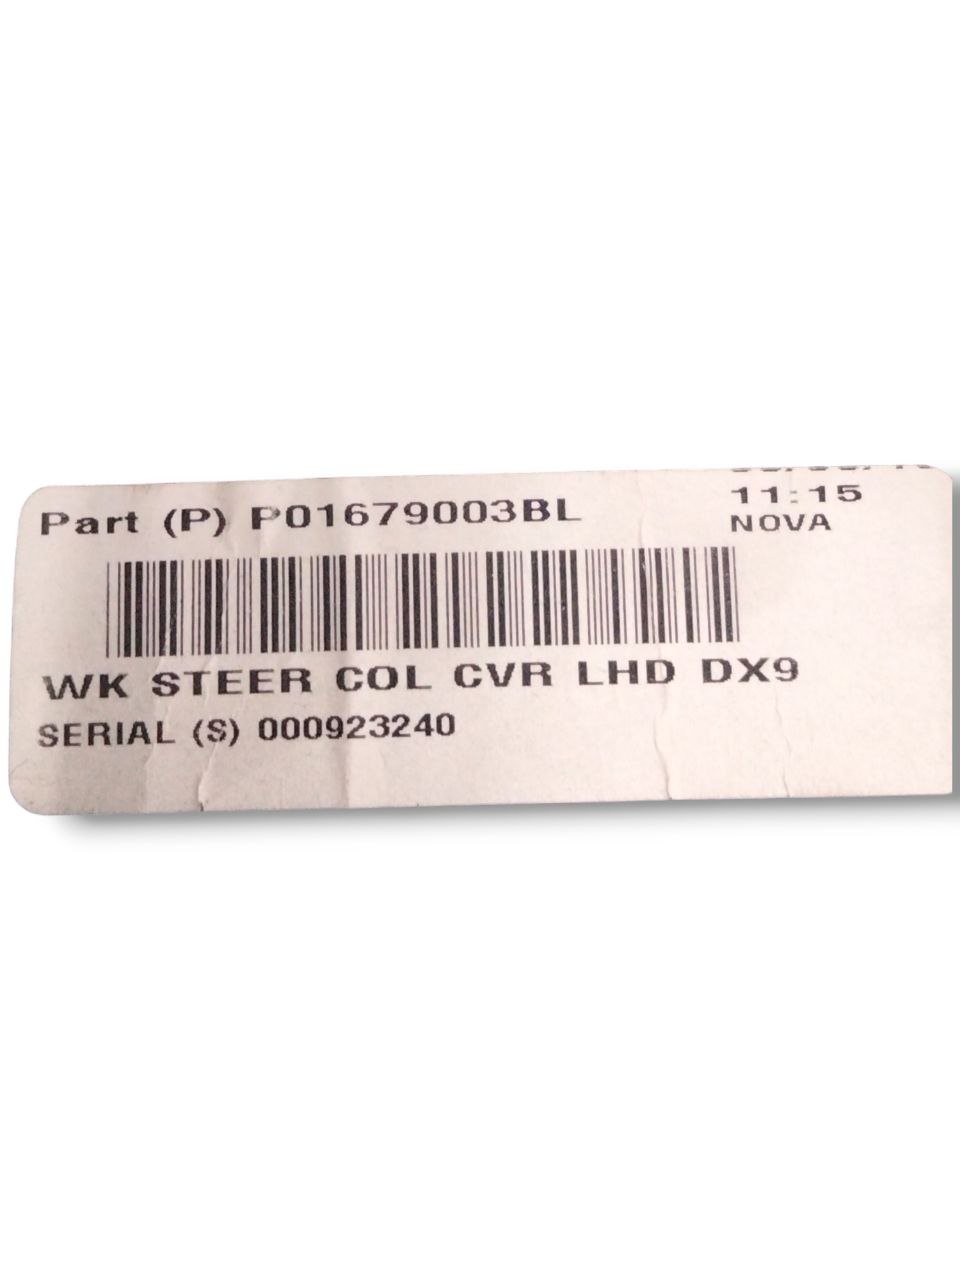 Part (P) P01679003BL
11:15
NOVA
WK STEER COL CVR LHD DX9
SERIAL (S) 000923240